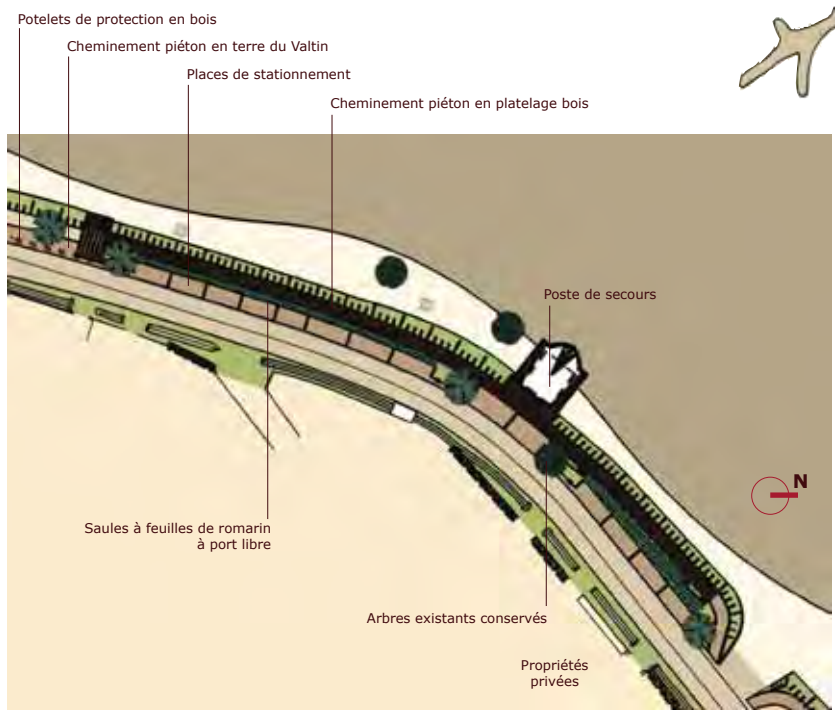 Potelets de protection en bois
Cheminement piéton en terre du Valtin
Places de stationnement
Cheminement piéton en platelage bois
Poste de secours
N
Saules à feuilles de romarin
à port libre
Arbres existants conservés
Propriétés
privées